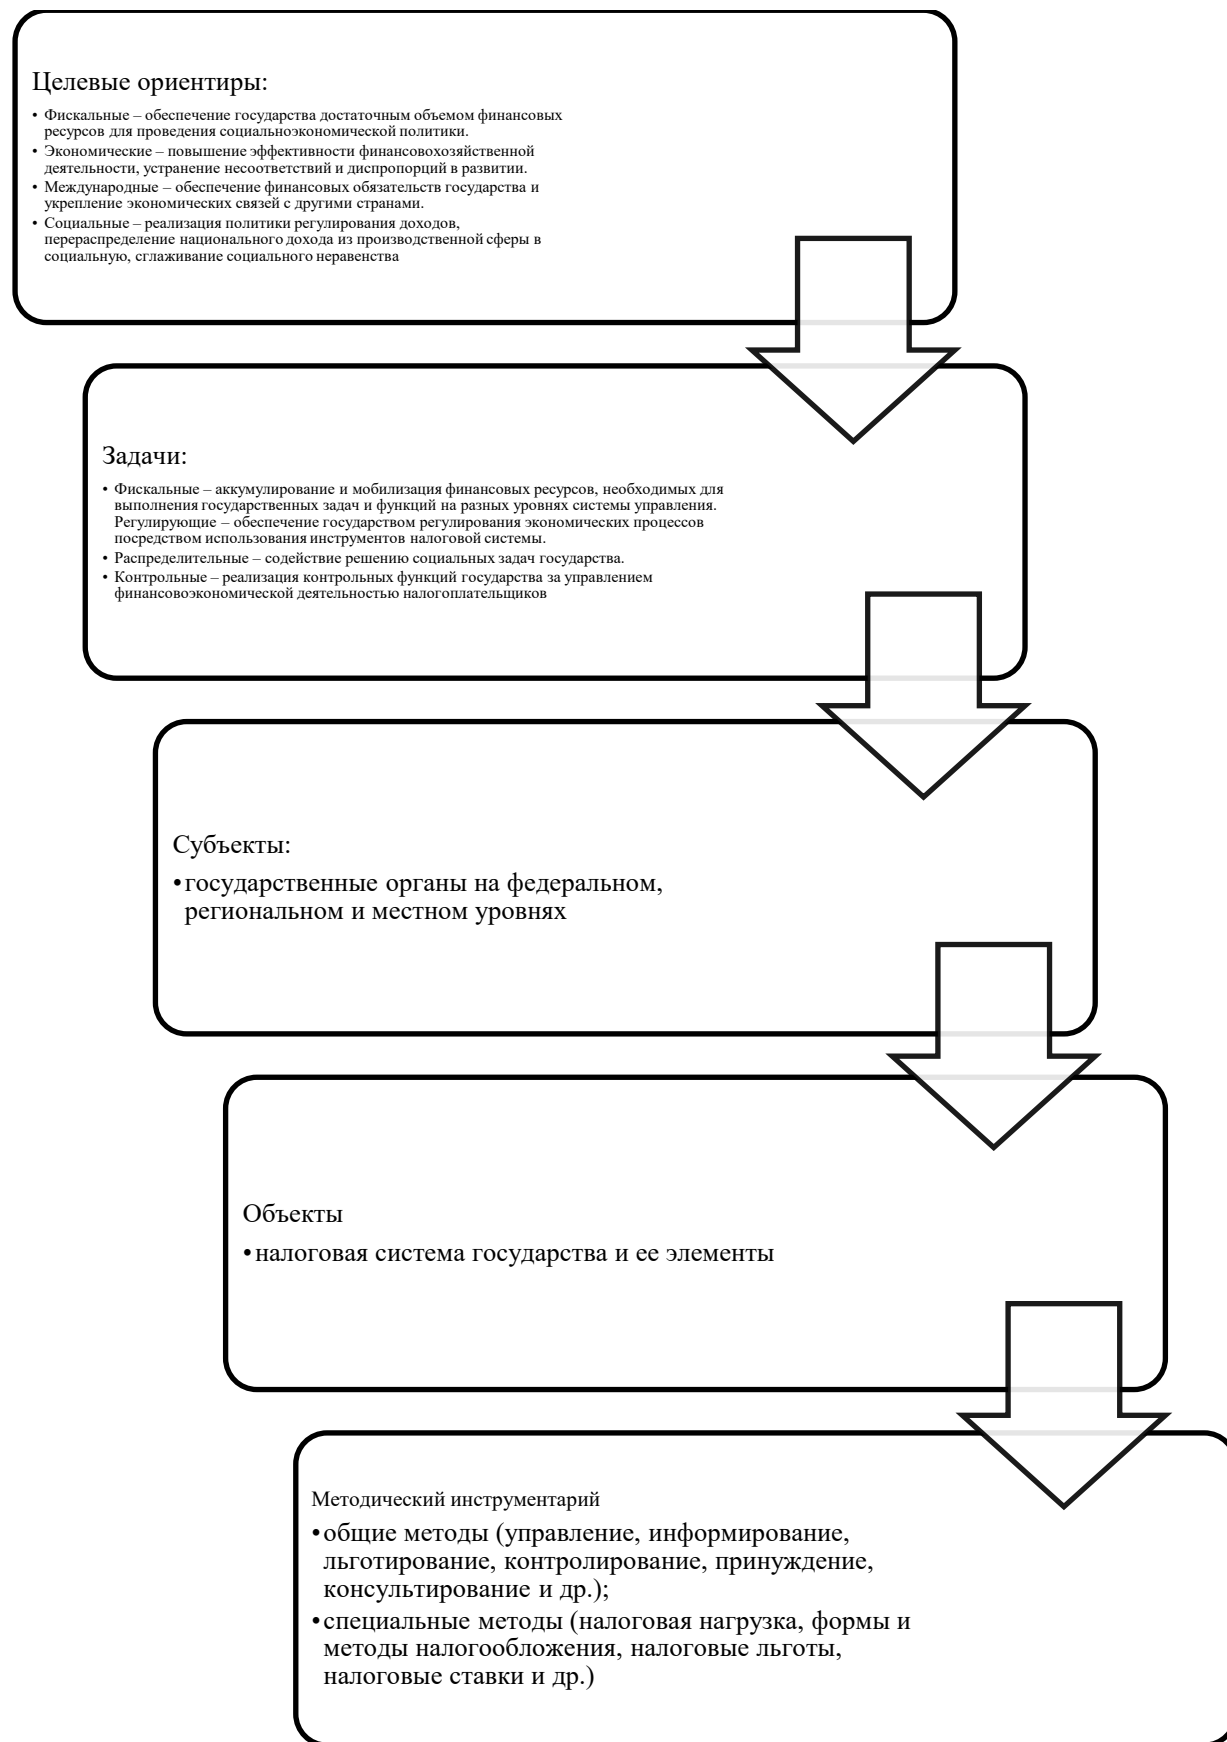 Целевые ориентиры:
• Фискальные – обеспечение государства достаточным объемом финансовых
ресурсов для проведения социальноэкономической политики.
• Экономические – повышение эффективности финансовохозяйственной
деятельности, устранение несоответствий и диспропорций в развитии.
• Международные – обеспечение финансовых обязательств государства и
укрепление экономических связей с другими странами.
• Социальные – реализация политики регулирования доходов,
перераспределение национального дохода из производственной сферы в
социальную, сглаживание социального неравенства
Задачи:
• Фискальные – аккумулирование и мобилизация финансовых ресурсов, необходимых для
выполнения государственных задач и функций на разных уровнях системы управления.
Регулирующие – обеспечение государством регулирования экономических процессов
посредством использования инструментов налоговой системы.
• Распределительные – содействие решению социальных задач государства.
• Контрольные – реализация контрольных функций государства за управлением
финансовоэкономической деятельностью налогоплательщиков
Субъекты:
•государственные органы на федеральном,
региональном и местном уровнях
Объекты
•налоговая система государства и ее элементы
Методический инструментарий
•общие методы (управление, информирование,
льготирование, контролирование, принуждение,
консультирование и др.);
•специальные методы (налоговая нагрузка, формы и
методы налогообложения, налоговые льготы,
налоговые ставки и др.)